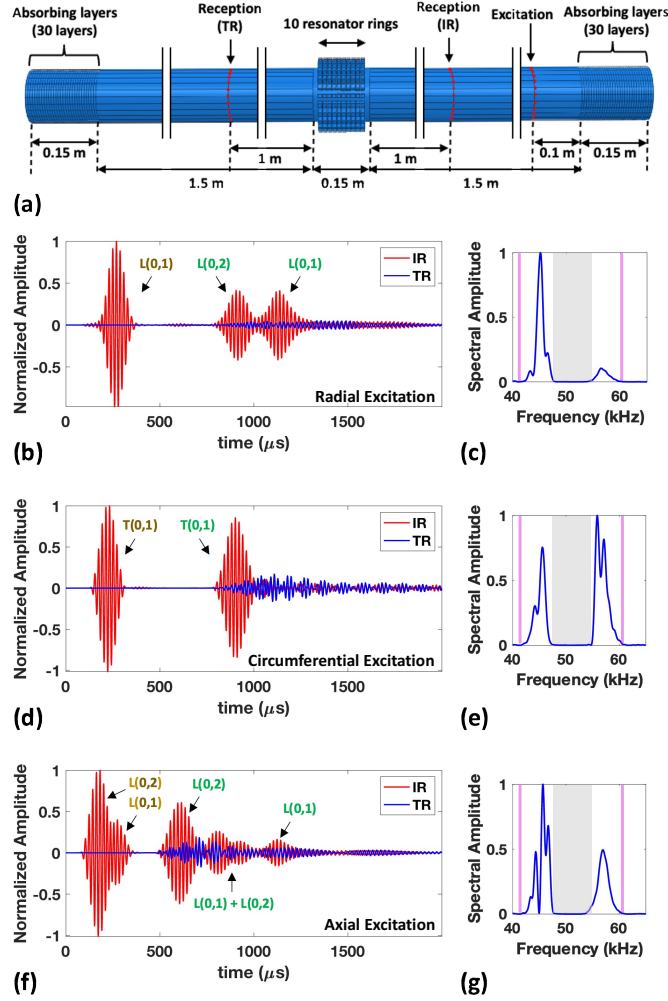 Absorbing layers
(30 layers)
Reception
(TR)
10 resonator rings
Reception
(IR)
Excitation
Absorbing layers
(30 layers)
0.15 m
1 m
1 m
0.1 m
0.15 m
1.5 m
0.15 m
1.5 m
(a)
Normalized Amplitude
1
0.5
0
-0.5
-1
L(0,1)
L(0,2)
L(0,1)
IR
TR
Radial Excitation
0
500
1000
1500
time (μs)
(b)
Spectral Amplitude
1
0.5
0
40
50
60
Frequency (kHz)
(c)
Normalized Amplitude
1
0.5
0
-0.5
-1
T(0,1)
T(0,1)
IR
TR
Circumferential Excitation
0
500
1000
1500
time (μs)
(d)
Spectral Amplitude
1
0.5
0
40
50
60
Frequency (kHz)
(e)
Normalized Amplitude
1
0.5
0
-0.5
-1
L(0,2)
L(0,1)
L(0,2)
L(0,1)
L(0,1) + L(0,2)
IR
TR
Axial Excitation
0
500
1000
1500
time (μs)
(f)
Spectral Amplitude
1
0.5
0
40
50
60
Frequency (kHz)
(g)